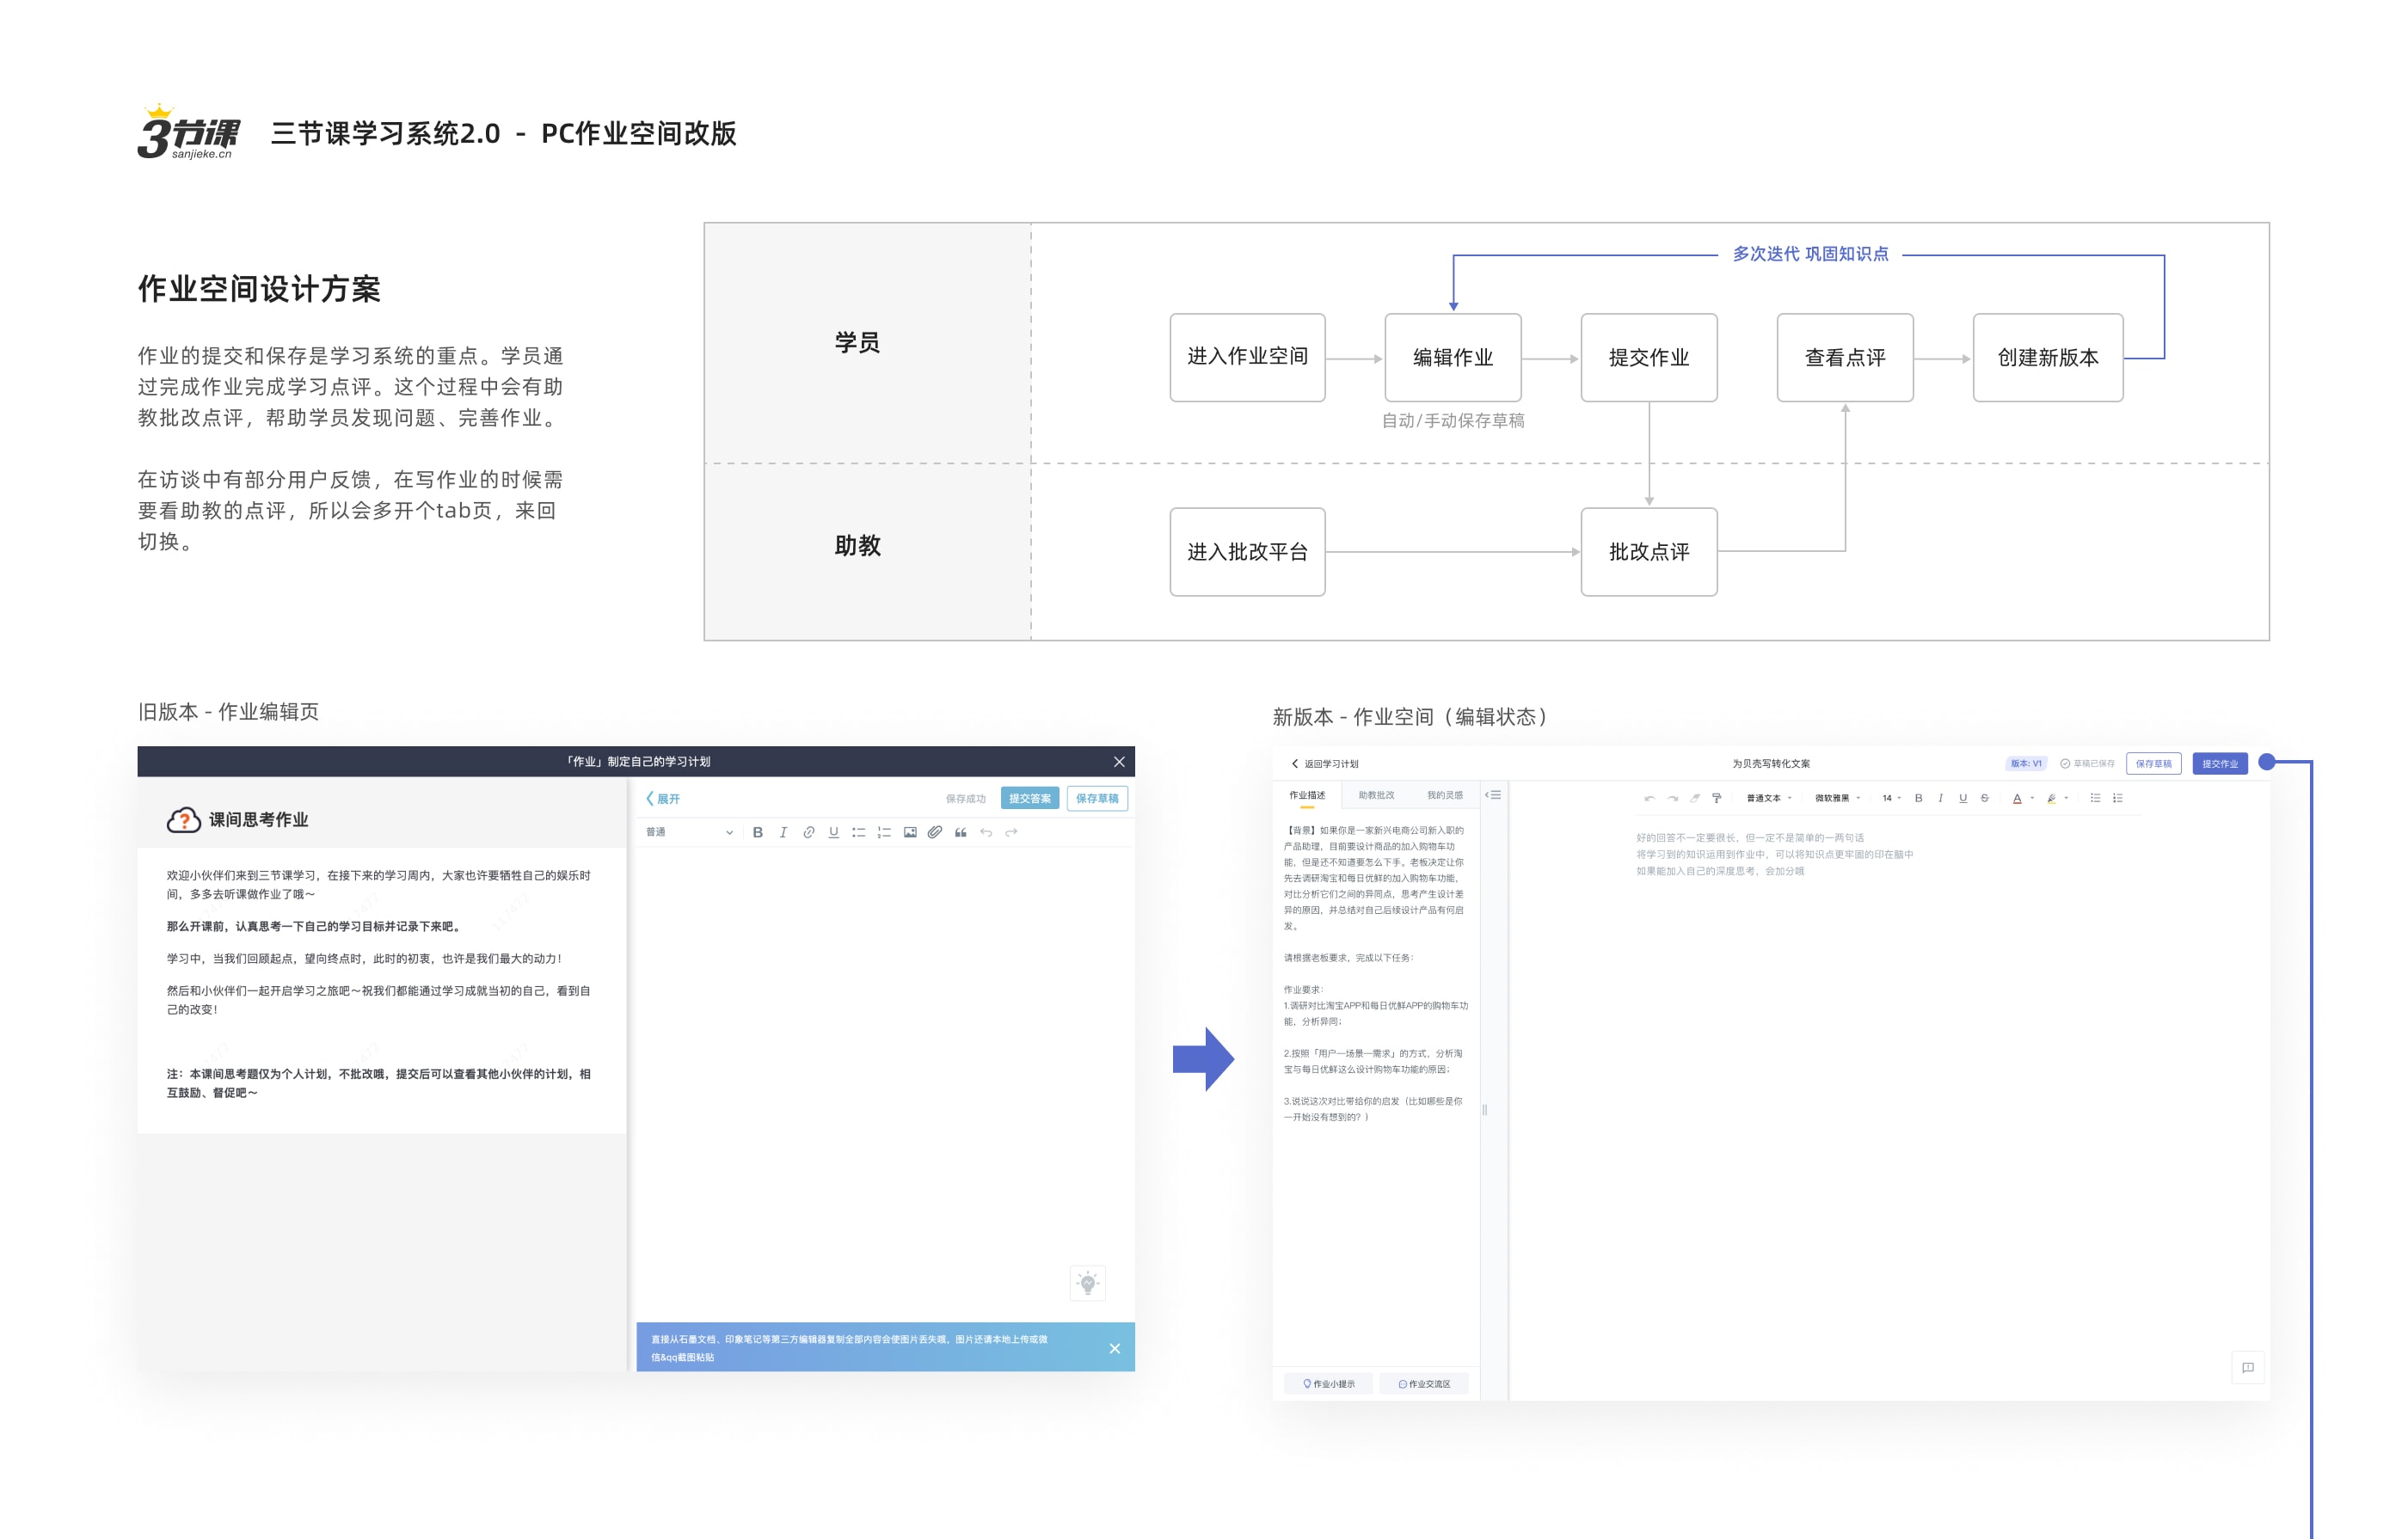 3节课
sanjieke.cn
三节课学习系统2.0 - PC作业空间改版
作业空间设计方案
作业的提交和保存是学习系统的重点。学员通
过完成作业完成学习点评。这个过程中会有助
教批改点评，帮助学员发现问题、完善作业。
在访谈中有部分用户反馈，在写作业的时候需
要看助教的点评，所以会多开个tab页，来回
切换。
学员
多次迭代 巩固知识点
进入作业空间
编辑作业
提交作业
查看点评
创建新版本
自动/手动保存草稿
助教
进入批改平台
批改点评
旧版本 - 作业编辑页
「作业」制定自己的学习计划
课间思考作业
欢迎小伙伴们来到三节课学习，在接下来的学习周内，大家也许要牺牲自己的娱乐时
间，多多去听课做作业了哦～
那么开课前，认真思考一下自己的学习目标并记录下来吧。
学习中，当我们回顾起点，望向终点时，此时的初衷，也许是我们最大的动力！
然后和小伙伴们一起开启学习之旅吧～祝我们都能通过学习成就当初的自己，看到自
己的改变！
注：本课间思考题仅为个人计划，不批改哦，提交后可以查看其他小伙伴的计划，相
互鼓励、督促吧～
展开
保存成功
提交答案
保存草稿
普通
B I U
直接从石墨文档、印象笔记等第三方编辑器复制全部内容会使图片丢失哦，图片还请本地上传或微
信&qq截图粘贴
新版本 - 作业空间（编辑状态）
返回学习计划
为贝壳写转化文案
版本: V1
草稿已保存
保存草稿
提交作业
作业描述
助教批改
我的灵感
【背景】如果你是一家新兴电商公司新入职的
产品助理，目前要设计商品的加入购物车功
能，但是还不知道要怎么下手。老板决定让你
先去调研淘宝和每日优鲜的加入购物车功能，
对比分析它们之间的异同点，思考产生设计差
异的原因，并总结对自己后续设计产品有何启
发。
请根据老板要求，完成以下任务：
作业要求：
1.调研对比淘宝APP和每日优鲜APP的购物车功
能，分析异同；
2.按照「用户—场景—需求」的方式，分析淘
宝与每日优鲜这么设计购物车功能的原因；
3.说说这次对比带给你的启发（比如哪些是你
一开始没有想到的？）
作业小提示
作业交流区
普通文本
微软雅黑
14
B I U S A
好的回答不一定要很长，但一定不是简单的一两句话
将学习到的知识运用到作业中，可以将知识点更牢固的印在脑中
如果能加入自己的深度思考，会加分哦